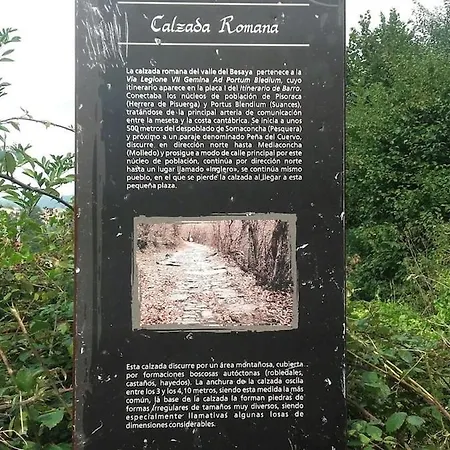 Calzada Romana
La calzada romana del valle del Besaya pertenece a la
Via Legione VII Gemina Ad Portum Bledium, cuyo
itinerario aparece en la placa I del Itinerario de Barro.
Conectaba los núcleos de población de Pisoraca
(Herrera de Pisuerga) y Portus Blendium (Suances),
tratándose de la principal arteria de comunicación
entre la meseta y la costa cantábrica. Se inicia a unos
500 metros del despoblado de Somaconcha (Pesquera)
y próximo a un paraje denominado Peña del Cuervo,
discurre en dirección norte hasta Mediaconcha
(Molledo) y prosigue a modo de calle principal por este
núcleo de población, continúa por dirección norte
hasta un lugar llamado «Ingiero», se continúa mismo
pueblo, en el que se pierde la calzada al llegar a esta
pequeña plaza.
Esta calzada discurre por un área montañosa, cubierta
por formaciones boscosas autóctonas (robledales,
castaños, hayedos). La anchura de la calzada oscila
entre los 3 y los 4,10 metros, siendo esta medida la más
común, la base de la calzada la forman piedras de
formas irregulares de tamaños muy diversos, siendo
especialmente llamativas algunas losas de
dimensiones considerables.